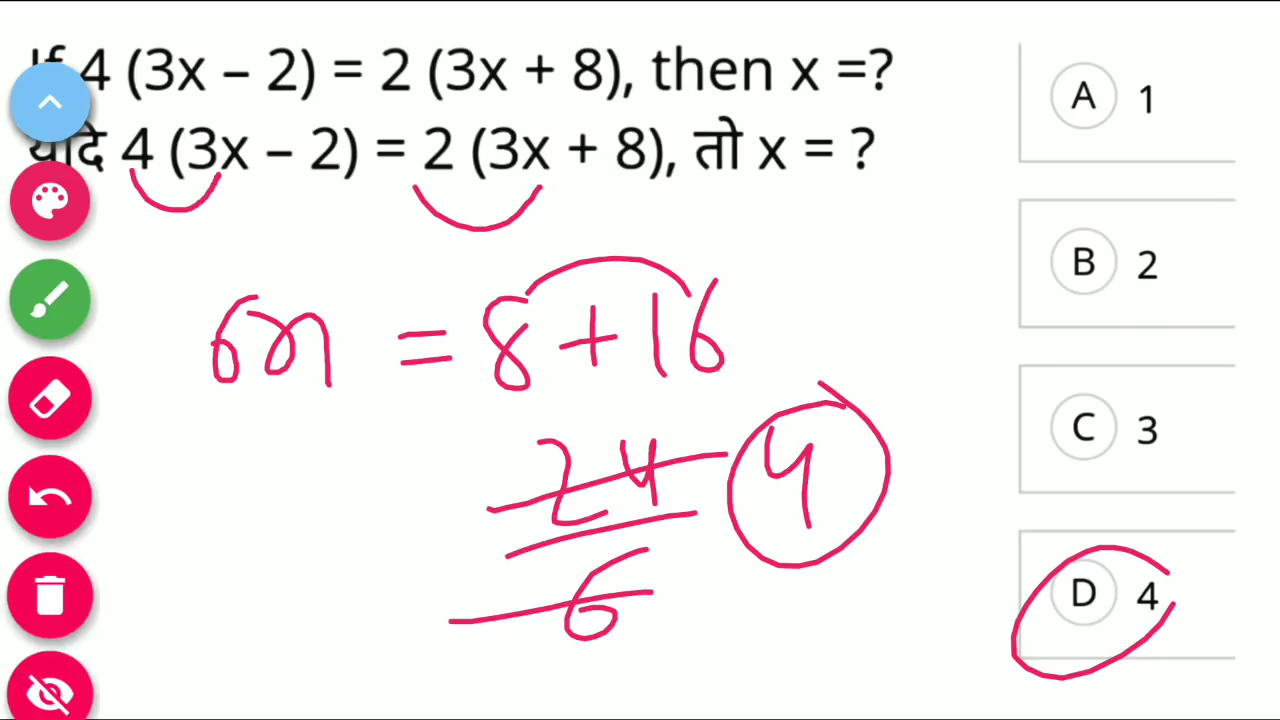 If 4 (3x – 2) = 2 (3x + 8), then x =?
यदि 4 (3x – 2) = 2 (3x + 8), तो x = ?
6x = 8+16
24
6
4
A 1
B 2
C 3
D 4